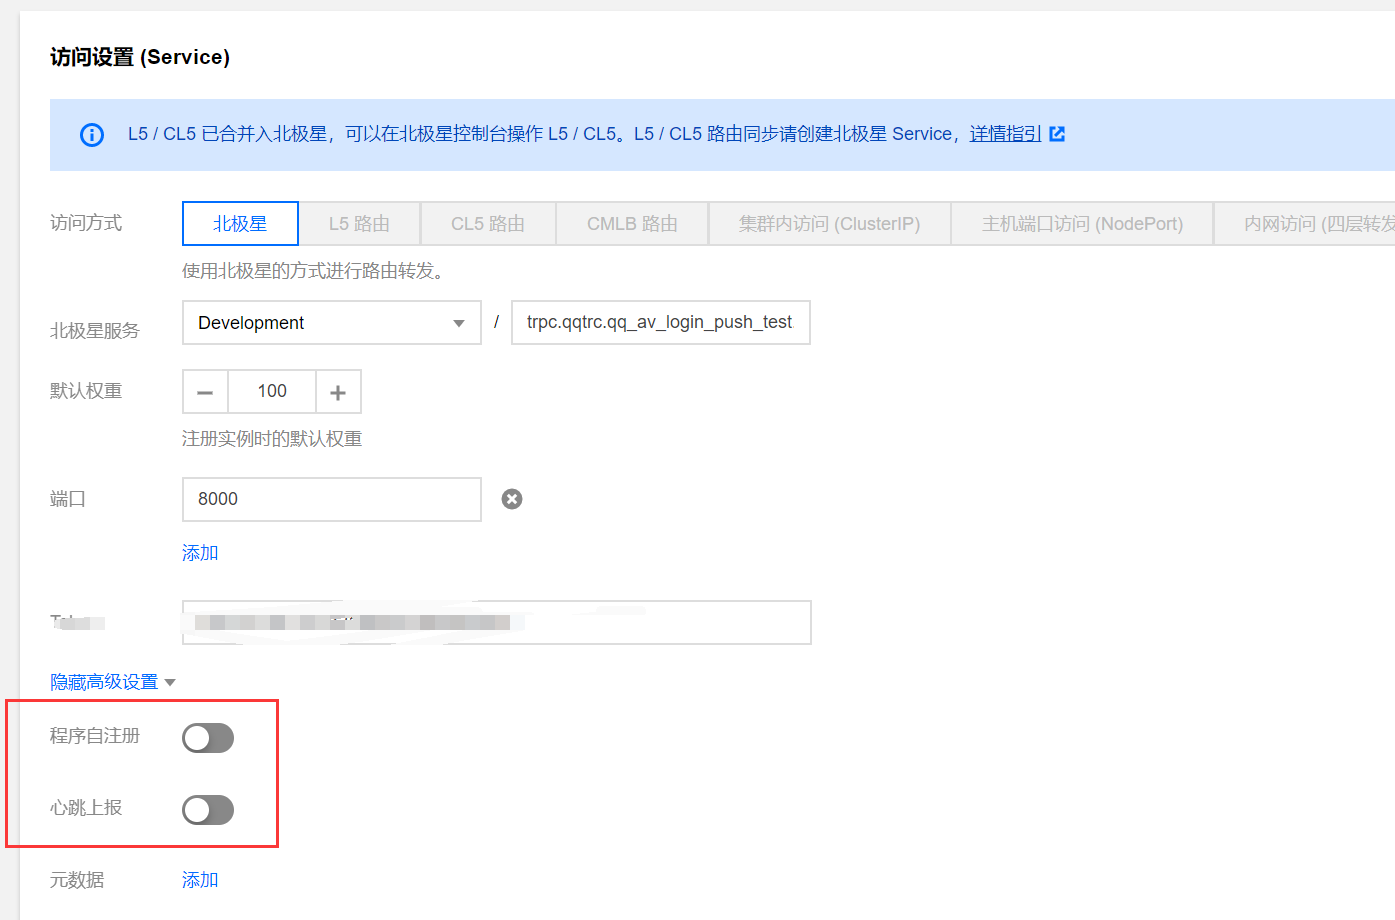 访问设置 (Service)
L5 / CL5 已合并入北极星，可以在北极星控制台操作 L5 / CL5。L5 / CL5 路由同步请创建北极星 Service，详情指引
访问方式 北极星 L5 路由 CL5 路由 CMLB 路由 集群内访问 (ClusterIP) 主机端口访问 (NodePort) 内网访问 (四层转发
使用北极星的方式进行路由转发。
北极星服务 Development / trpc.qqtrc.qq_av_login_push_test.
默认权重 100
注册实例时的默认权重
端口 8000
添加
隐藏高级设置
程序自注册
心跳上报
元数据 添加